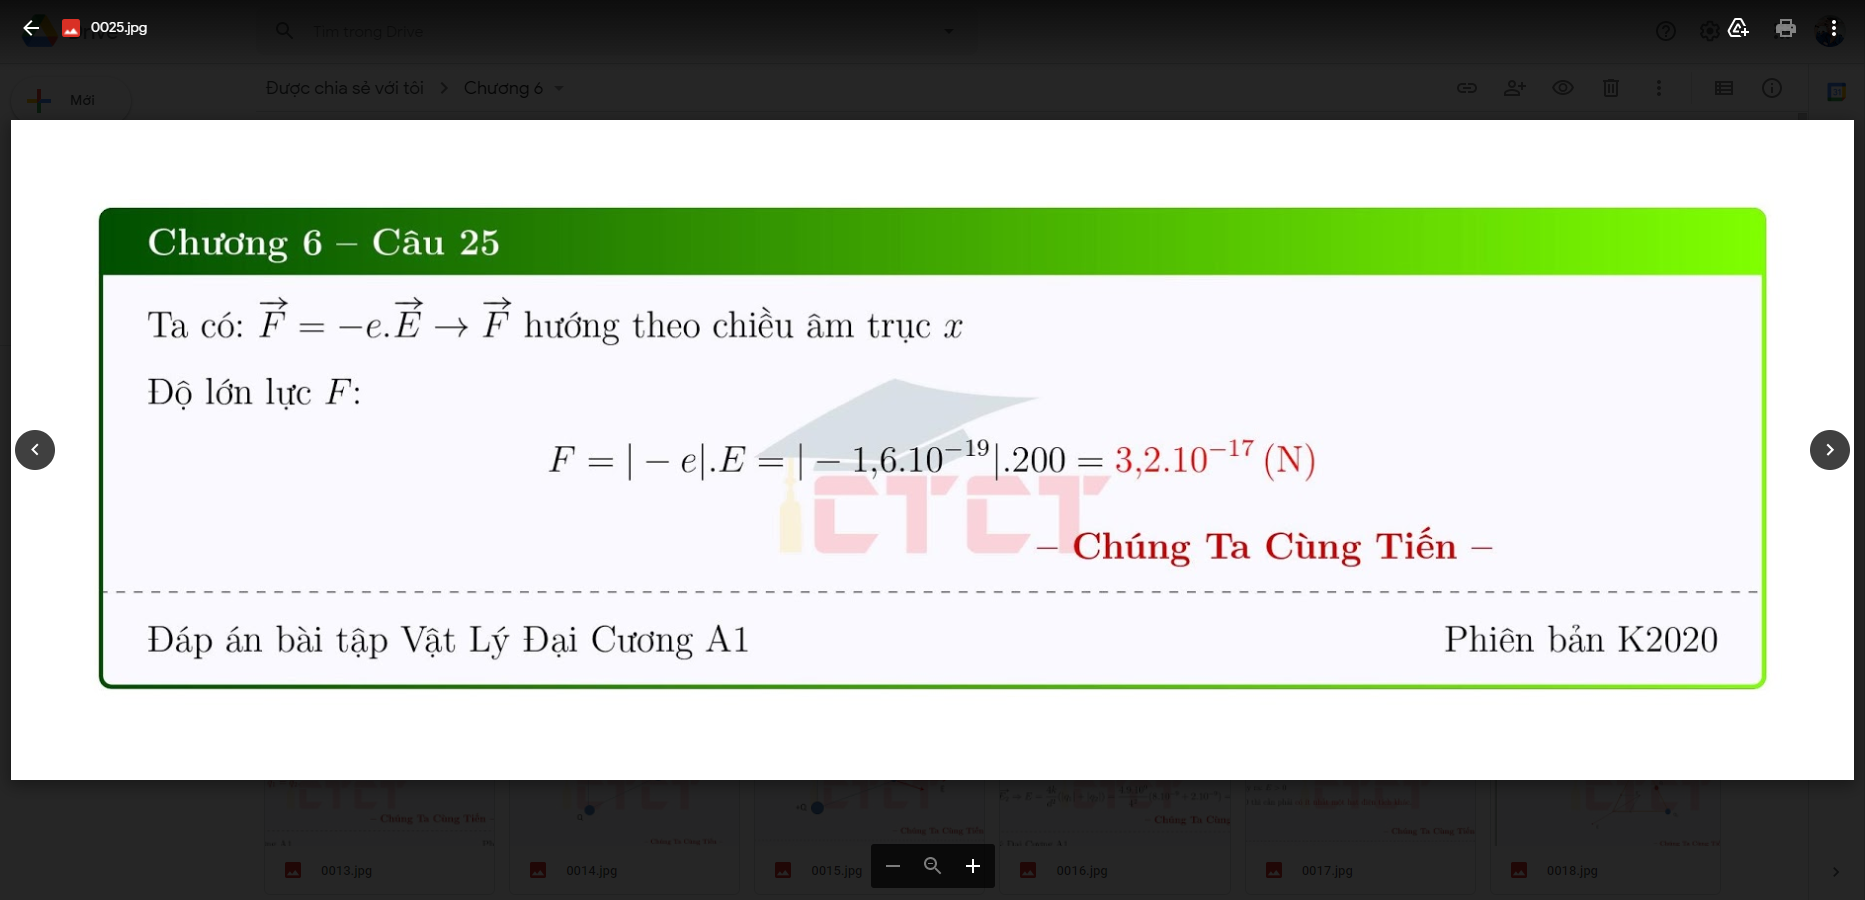 0025.jpg
Tìm trong Drive
Mới
Được chia sẻ với tôi > Chương 6
Chương 6 – Câu 25
Ta có: $\overrightarrow{F} = -e.\overrightarrow{E} \rightarrow \overrightarrow{F}$ hướng theo chiều âm trục $x$
Độ lớn lực $F$:
$F = |-e|.E = |-1,6.10^{-19}|.200 = 3,2.10^{-17}$ (N)
CTCT
– Chúng Ta Cùng Tiến –
Đáp án bài tập Vật Lý Đại Cương A1 Phiên bản K2020
0013.jpg 0014.jpg 0015.jpg 0016.jpg 0017.jpg 0018.jpg